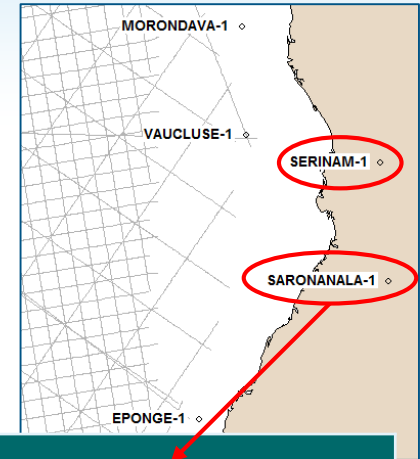 MORONDAVA-1
VAUCLUSE-1
SERINAM-1
SARONANALA-1
EPONGE-1